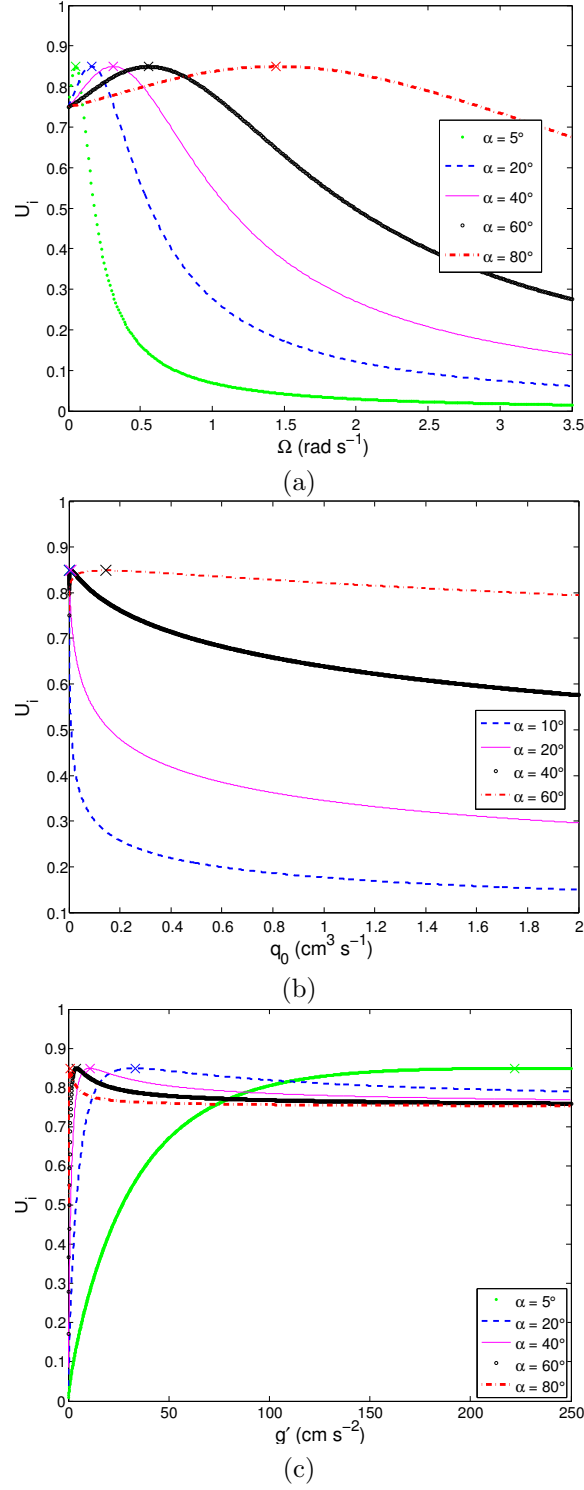 (a)
1
0.9
0.8
0.7
0.6
0.5
0.4
0.3
0.2
0.1
0
U_i
0 0.5 1 1.5 2 2.5 3 3.5
Ω (rad s⁻¹)
α = 5°
α = 20°
α = 40°
α = 60°
α = 80°
(a)
1
0.9
0.8
0.7
0.6
0.5
0.4
0.3
0.2
0.1
U_i
0 0.2 0.4 0.6 0.8 1 1.2 1.4 1.6 1.8 2
q₀ (cm³ s⁻¹)
α = 10°
α = 20°
α = 40°
α = 60°
(b)
1
0.9
0.8
0.7
0.6
0.5
0.4
0.3
0.2
0.1
0
U_i
0 50 100 150 200 250
g′ (cm s⁻²)
α = 5°
α = 20°
α = 40°
α = 60°
α = 80°
(c)